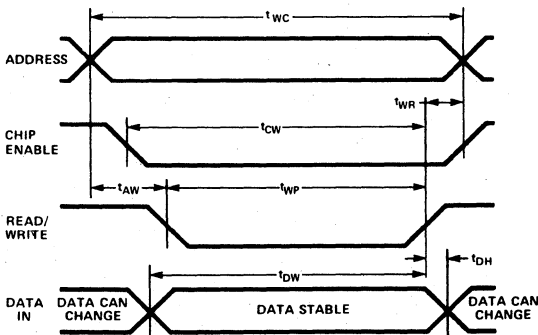 tWC
ADDRESS
tWR
CHIP
ENABLE
tCW
tAW
tWP
READ/
WRITE
tDH
tDW
DATA
IN
DATA CAN
CHANGE
DATA STABLE
DATA CAN
CHANGE